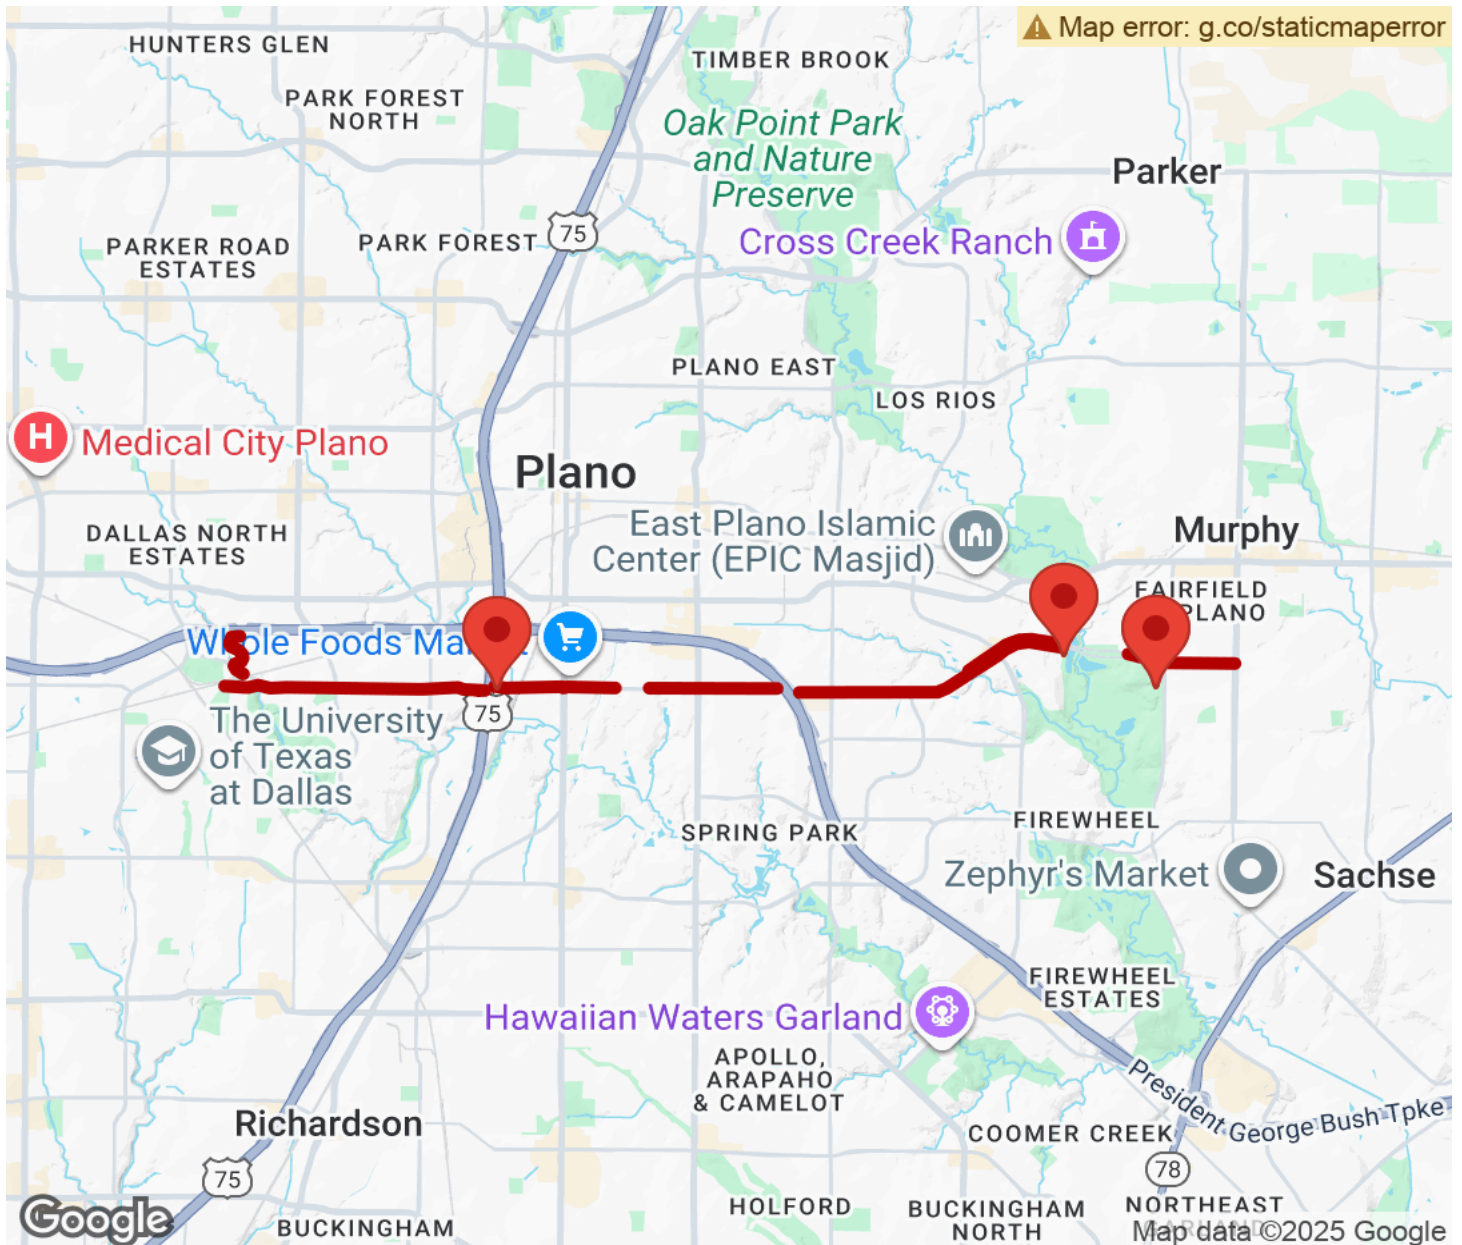 Map error: g.co/staticmaperror
HUNTERS GLEN
TIMBER BROOK
PARK FOREST
NORTH
Oak Point Park
and Nature
Preserve
Parker
75
PARK FOREST
Cross Creek Ranch
PARKER ROAD
ESTATES
PLANO EAST
LOS RIOS
H
Medical City Plano
Plano
DALLAS NORTH
ESTATES
East Plano Islamic
Center (EPIC Masjid)
Murphy
FAIRFIELD
PLANO
Whole Foods Ma
75
The University
of Texas
at Dallas
SPRING PARK
FIREWHEEL
Zephyr's Market
Sachse
FIREWHEEL
ESTATES
Hawaiian Waters Garland
APOLLO,
ARAPAHO
& CAMELOT
President George Bush Tpke
Richardson
COOMER CREEK
75
78
HOLFORD
BUCKINGHAM
NORTH
NORTHEAST
Google
BUCKINGHAM
Map data ©2025 Google